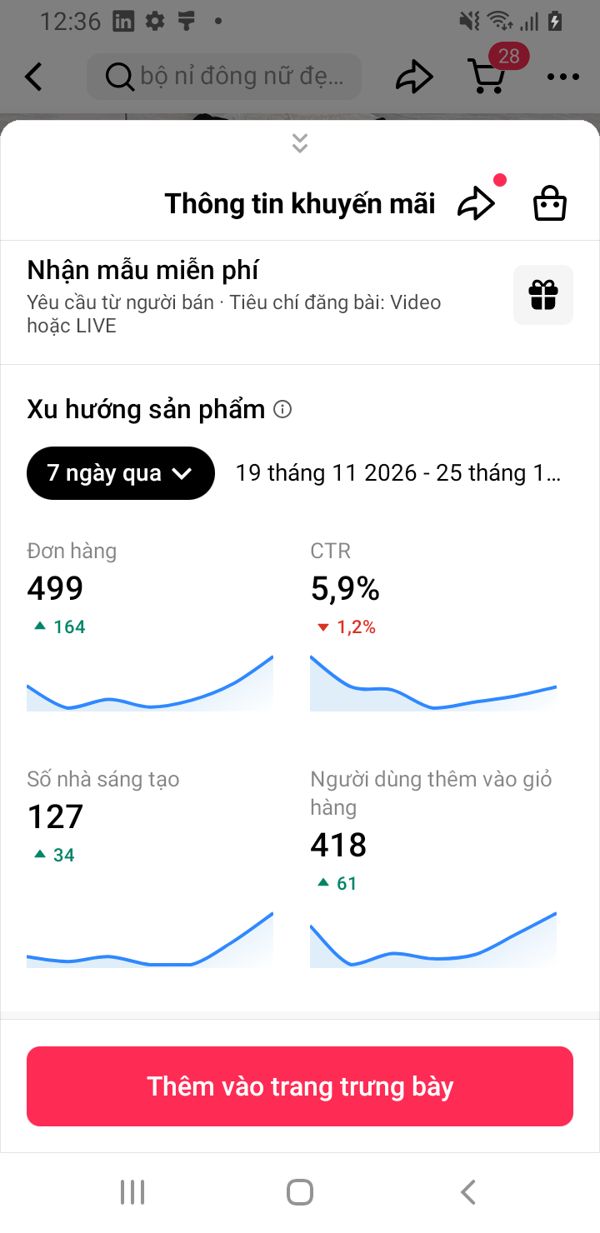 12:36
28
bộ nỉ đông nữ đẹ...
Thông tin khuyến mãi
Nhận mẫu miễn phí
Yêu cầu từ người bán · Tiêu chí đăng bài: Video
hoặc LIVE
Xu hướng sản phẩm
7 ngày qua
19 tháng 11 2026 - 25 tháng 1...
Đơn hàng
499
164
CTR
5,9%
1,2%
Số nhà sáng tạo
127
34
Người dùng thêm vào giỏ
hàng
418
61
Thêm vào trang trưng bày